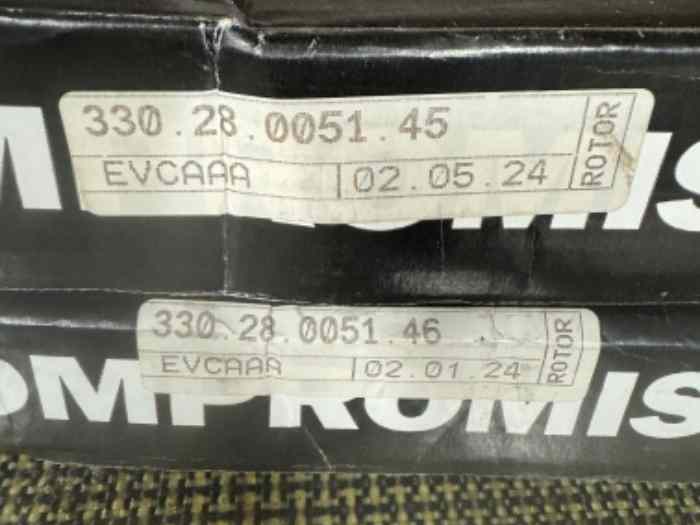 330.28.0051.45
EVCAAA 02.05.24
ROTOR
MIS
330.28.0051.46
EVCAAA 02.01.24
ROTOR
OMPROMIS